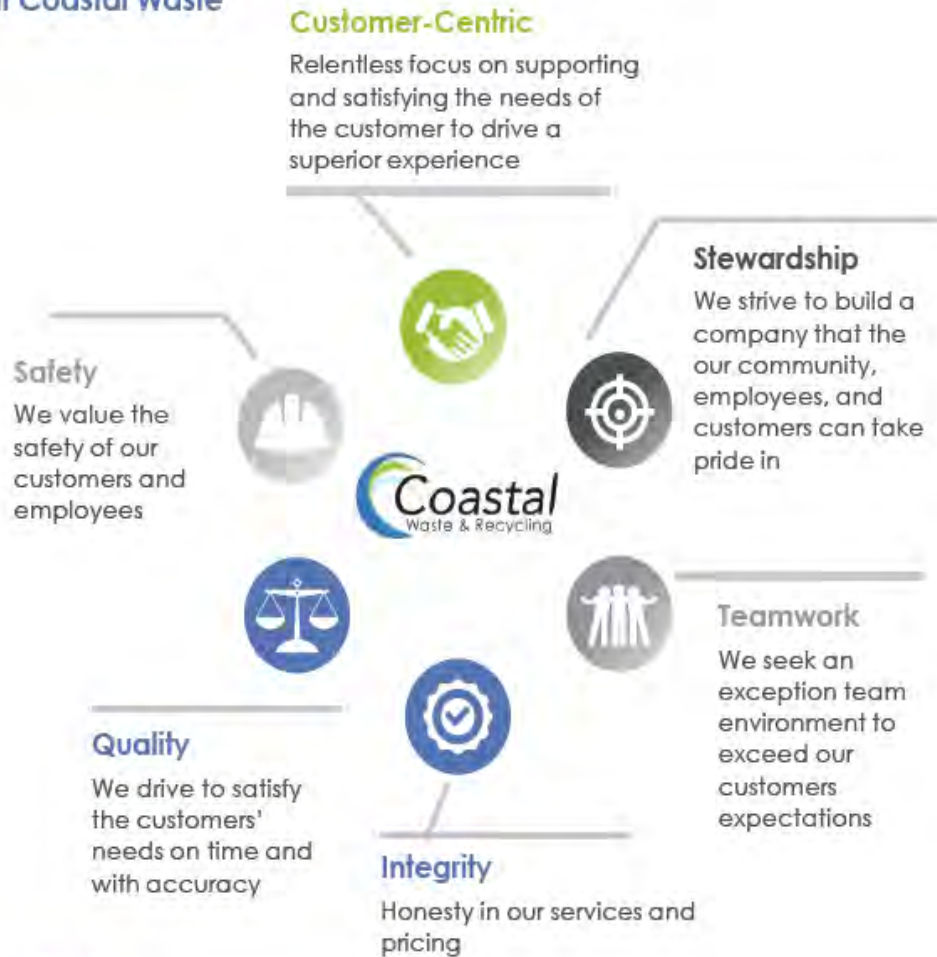 Coastal Waste
Customer-Centric
Relentless focus on supporting
and satisfying the needs of
the customer to drive a
superior experience
Stewardship
We strive to build a
company that the
our community,
employees, and
customers can take
pride in
Safety
We value the
safety of our
customers and
employees
Coastal
Waste & Recycling
Teamwork
We seek an
exception team
environment to
exceed our
customers
expectations
Quality
We drive to satisfy
the customers'
needs on time and
with accuracy
Integrity
Honesty in our services and
pricing